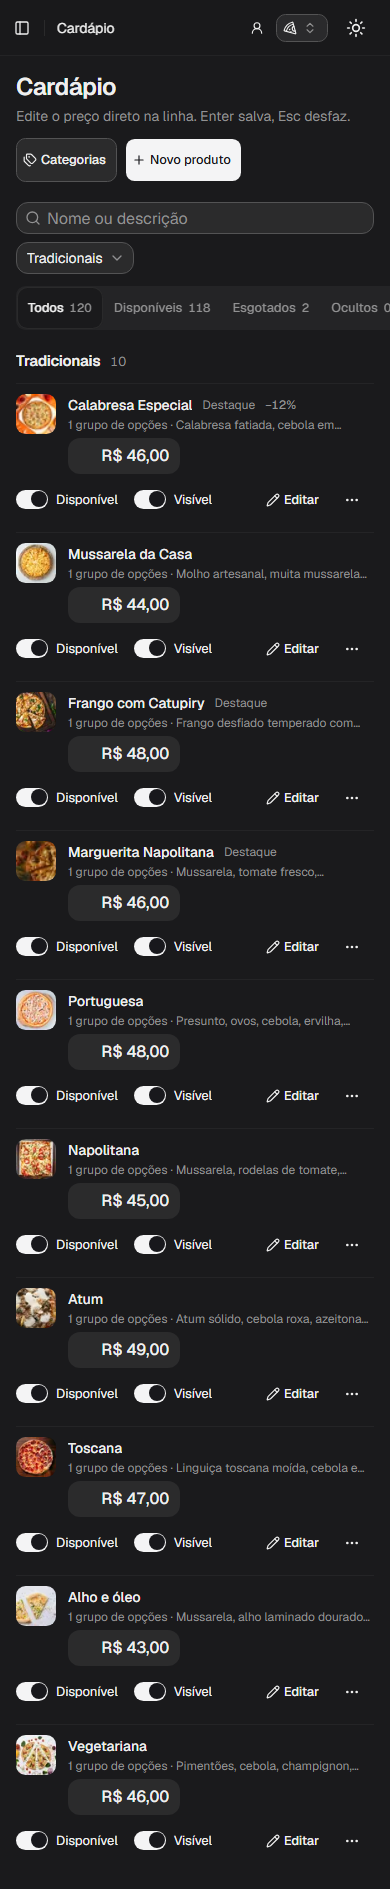 Cardápio
Cardápio
Edite o preço direto na linha. Enter salva, Esc desfaz.
Categorias
Novo produto
Nome ou descrição
Tradicionais
Todos 120 Disponíveis 118 Esgotados 2 Ocultos 0
Tradicionais 10
Calabresa Especial Destaque −12%
1 grupo de opções · Calabresa fatiada, cebola em…
R$ 46,00
Disponível Visível Editar
Mussarela da Casa
1 grupo de opções · Molho artesanal, muita mussarela…
R$ 44,00
Disponível Visível Editar
Frango com Catupiry Destaque
1 grupo de opções · Frango desfiado temperado com…
R$ 48,00
Disponível Visível Editar
Marguerita Napolitana Destaque
1 grupo de opções · Mussarela, tomate fresco,…
R$ 46,00
Disponível Visível Editar
Portuguesa
1 grupo de opções · Presunto, ovos, cebola, ervilha,…
R$ 48,00
Disponível Visível Editar
Napolitana
1 grupo de opções · Mussarela, rodelas de tomate,…
R$ 45,00
Disponível Visível Editar
Atum
1 grupo de opções · Atum sólido, cebola roxa, azeitona…
R$ 49,00
Disponível Visível Editar
Toscana
1 grupo de opções · Linguiça toscana moída, cebola e…
R$ 47,00
Disponível Visível Editar
Alho e óleo
1 grupo de opções · Mussarela, alho laminado dourado…
R$ 43,00
Disponível Visível Editar
Vegetariana
1 grupo de opções · Pimentões, cebola, champignon,…
R$ 46,00
Disponível Visível Editar